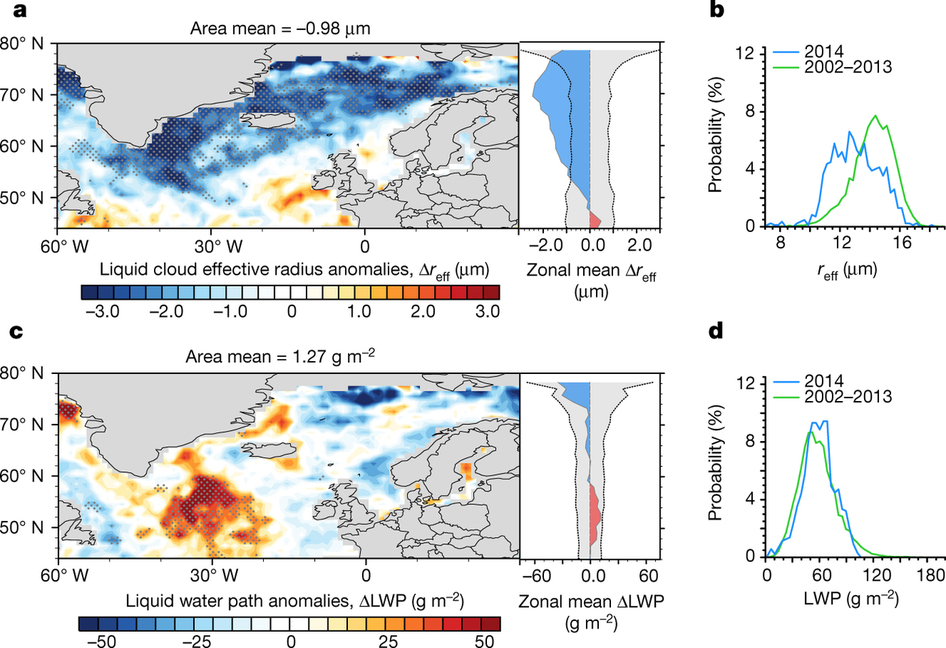 a
Area mean = –0.98 μm
80° N
70° N
60° N
50° N
60° W
30° W
0
–2.0
0.0
2.0
Liquid cloud effective radius anomalies, Δreff (μm)
–3.0
–2.0
–1.0
0
1.0
2.0
3.0
Zonal mean Δreff
(μm)
b
2014
2002–2013
Probability (%)
12
8
4
0
8
12
16
reff (μm)
c
Area mean = 1.27 g m–2
80° N
70° N
60° N
50° N
60° W
30° W
0
–60
0.0
60
Liquid water path anomalies, ΔLWP (g m–2)
–50
–25
0
25
50
Zonal mean ΔLWP
(g m–2)
d
2014
2002–2013
Probability (%)
12
8
4
0
0
60
120
180
LWP (g m–2)